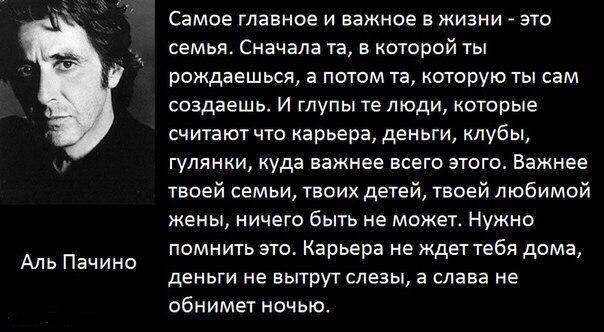 Самое главное и важное в жизни - это
семья. Сначала та, в которой ты
рождаешься, а потом та, которую ты сам
создаешь. И глупы те люди, которые
считают что карьера, деньги, клубы,
гулянки, куда важнее всего этого. Важнее
твоей семьи, твоих детей, твоей любимой
жены, ничего быть не может. Нужно
помнить это. Карьера не ждет тебя дома,
деньги не вытрут слезы, а слава не
обнимет ночью.
Аль Пачино